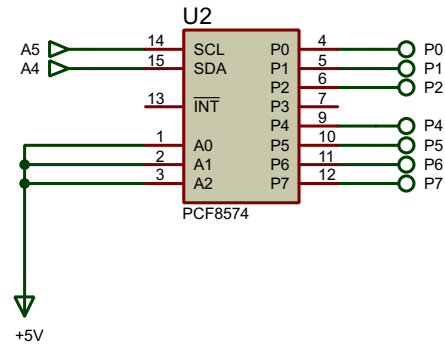 U2
A5 14 SCL P0 4 P0
A4 15 SDA P1 5 P1
P2 6 P2
13 INT P3 7
P4 9 P4
1 A0 P5 10 P5
2 A1 P6 11 P6
3 A2 P7 12 P7
PCF8574
+5V